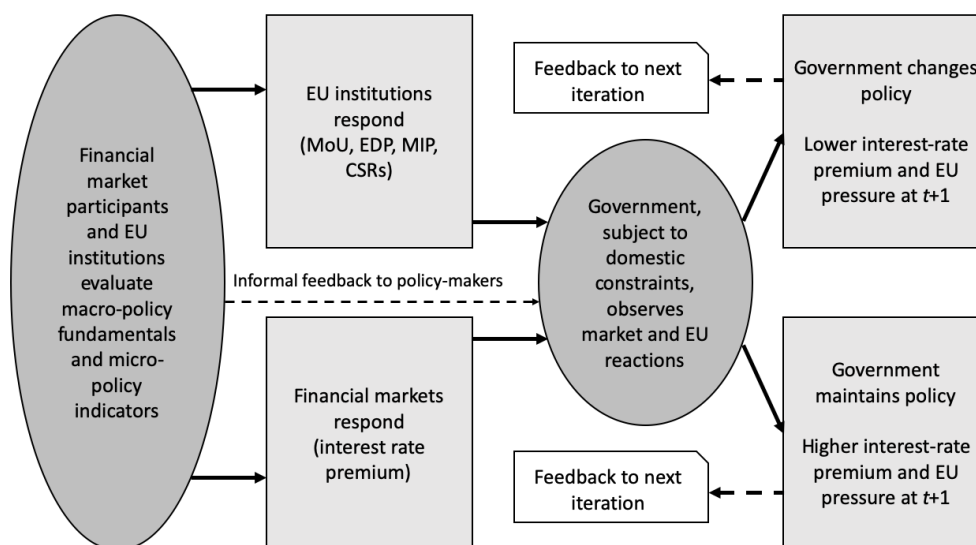 Financial
market
participants
and EU
institutions
evaluate
macro-policy
fundamentals
and micro-
policy
indicators
EU institutions
respond
(MoU, EDP, MIP,
CSRs)
Informal feedback to policy-makers
Financial markets
respond
(interest rate
premium)
Feedback to next
iteration
Government,
subject to
domestic
constraints,
observes
market and EU
reactions
Feedback to next
iteration
Government changes
policy
Lower interest-rate
premium and EU
pressure at t+1
Government
maintains policy
Higher interest-rate
premium and EU
pressure at t+1